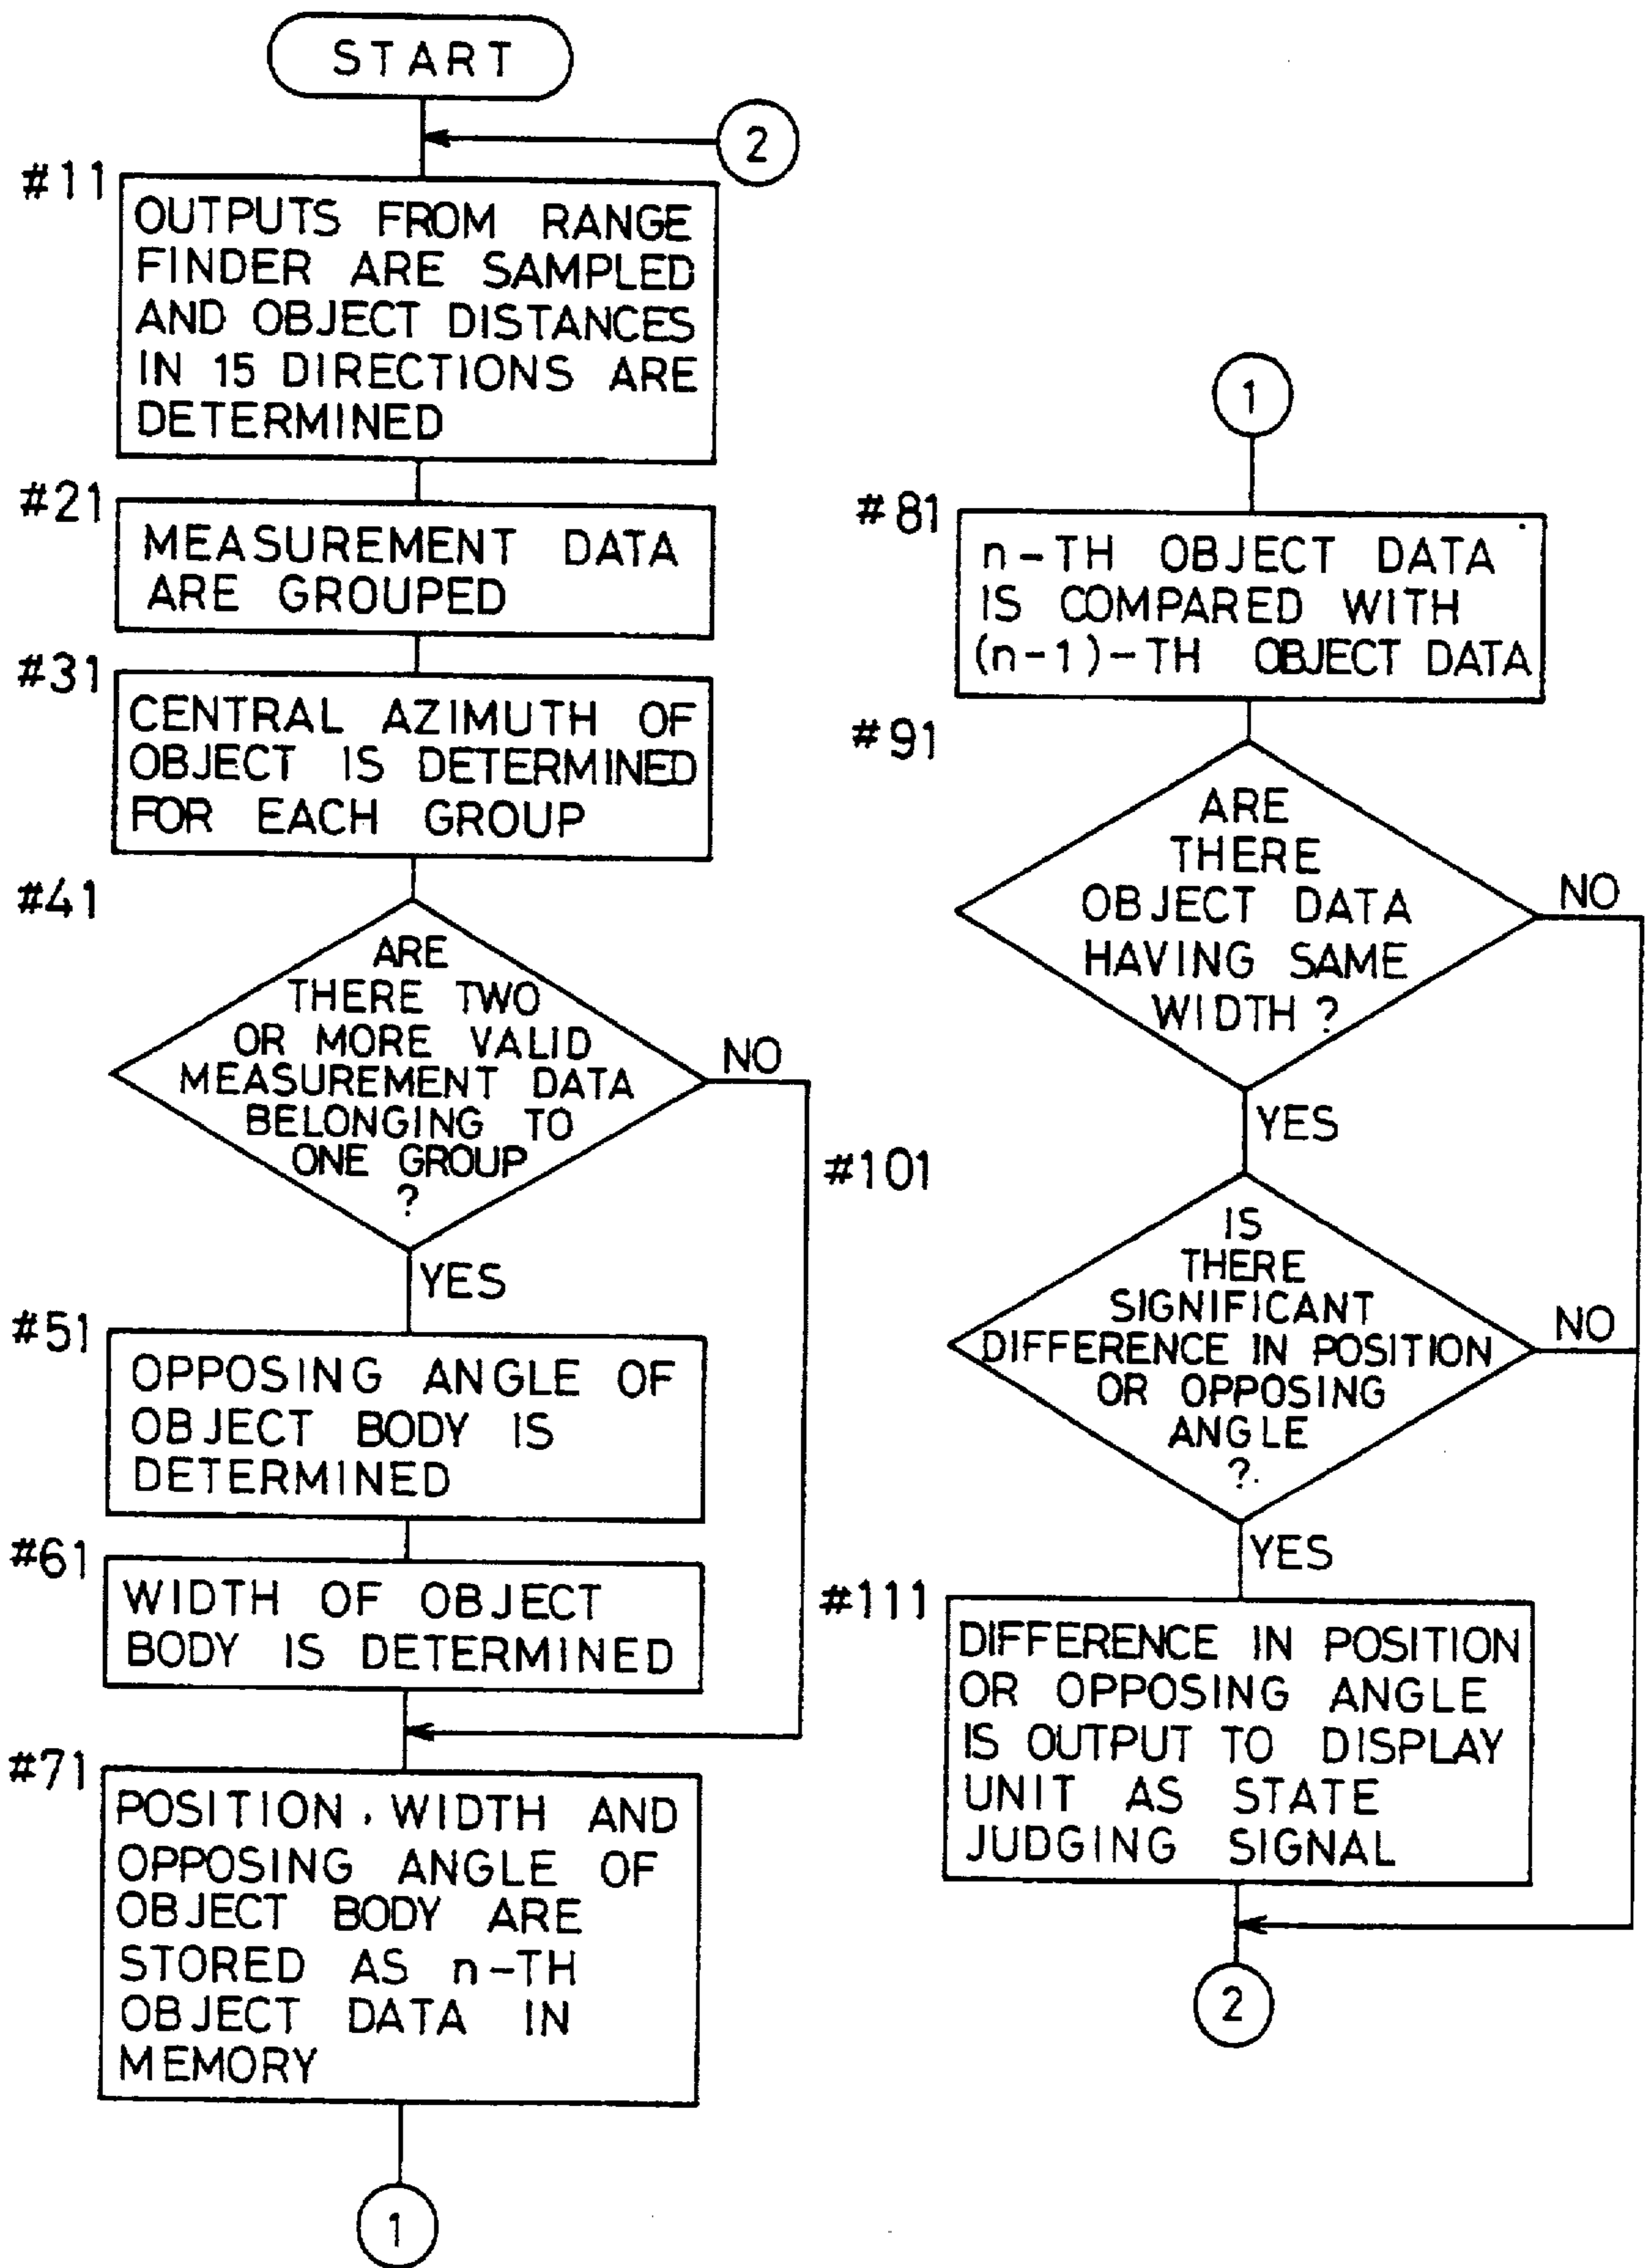 START
2
#11
OUTPUTS FROM RANGE
FINDER ARE SAMPLED
AND OBJECT DISTANCES
IN 15 DIRECTIONS ARE
DETERMINED
#21
MEASUREMENT DATA
ARE GROUPED
#31
CENTRAL AZIMUTH OF
OBJECT IS DETERMINED
FOR EACH GROUP
#41
ARE
THERE TWO
OR MORE VALID
MEASUREMENT DATA
BELONGING TO
ONE GROUP
?
NO
YES
#51
OPPOSING ANGLE OF
OBJECT BODY IS
DETERMINED
#61
WIDTH OF OBJECT
BODY IS DETERMINED
#71
POSITION, WIDTH AND
OPPOSING ANGLE OF
OBJECT BODY ARE
STORED AS n-TH
OBJECT DATA IN
MEMORY
1
1
#81
n-TH OBJECT DATA
IS COMPARED WITH
(n-1)-TH OBJECT DATA
#91
ARE
THERE
OBJECT DATA
HAVING SAME
WIDTH ?
NO
YES
#101
IS
THERE
SIGNIFICANT
DIFFERENCE IN POSITION
OR OPPOSING
ANGLE
?
NO
YES
#111
DIFFERENCE IN POSITION
OR OPPOSING ANGLE
IS OUTPUT TO DISPLAY
UNIT AS STATE
JUDGING SIGNAL
2